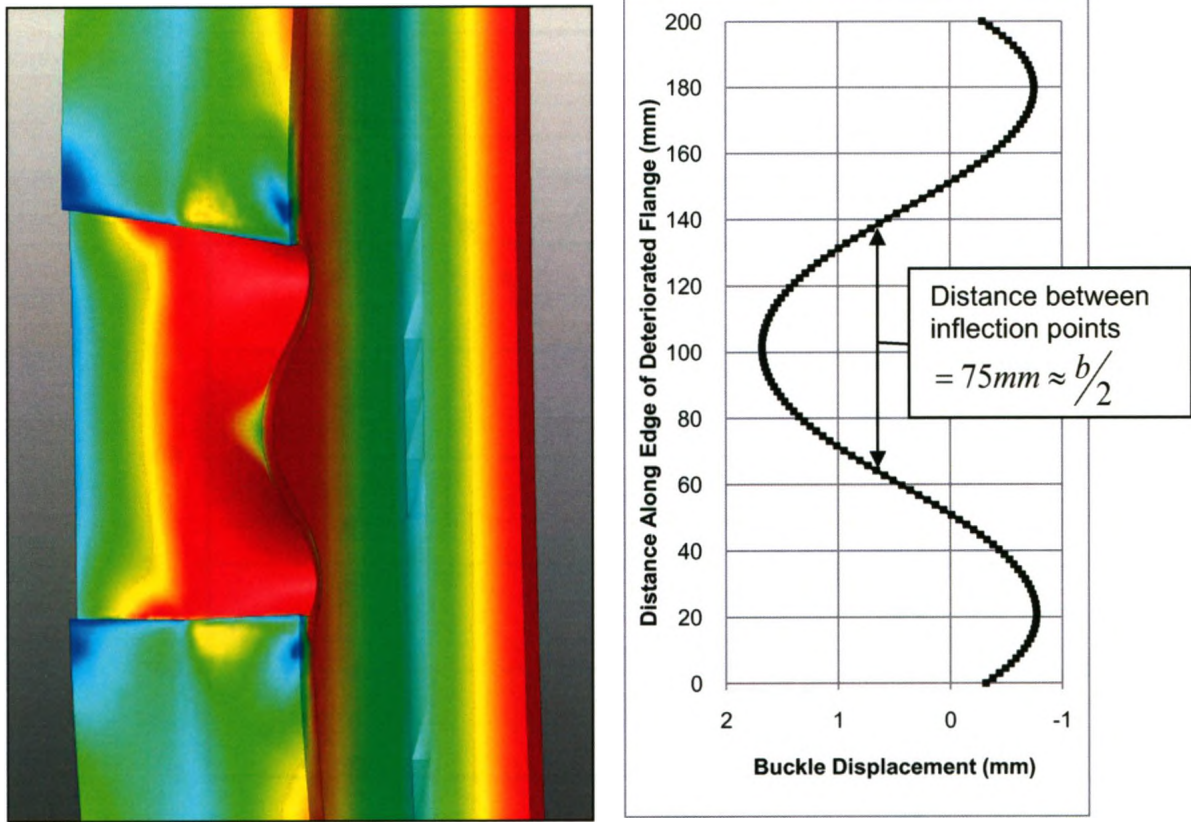 200
180
160
140
120
100
80
60
40
20
0
Distance Along Edge of Deteriorated Flange (mm)
Distance between
inflection points
= 75mm ≈ b/2
2 1 0 -1
Buckle Displacement (mm)